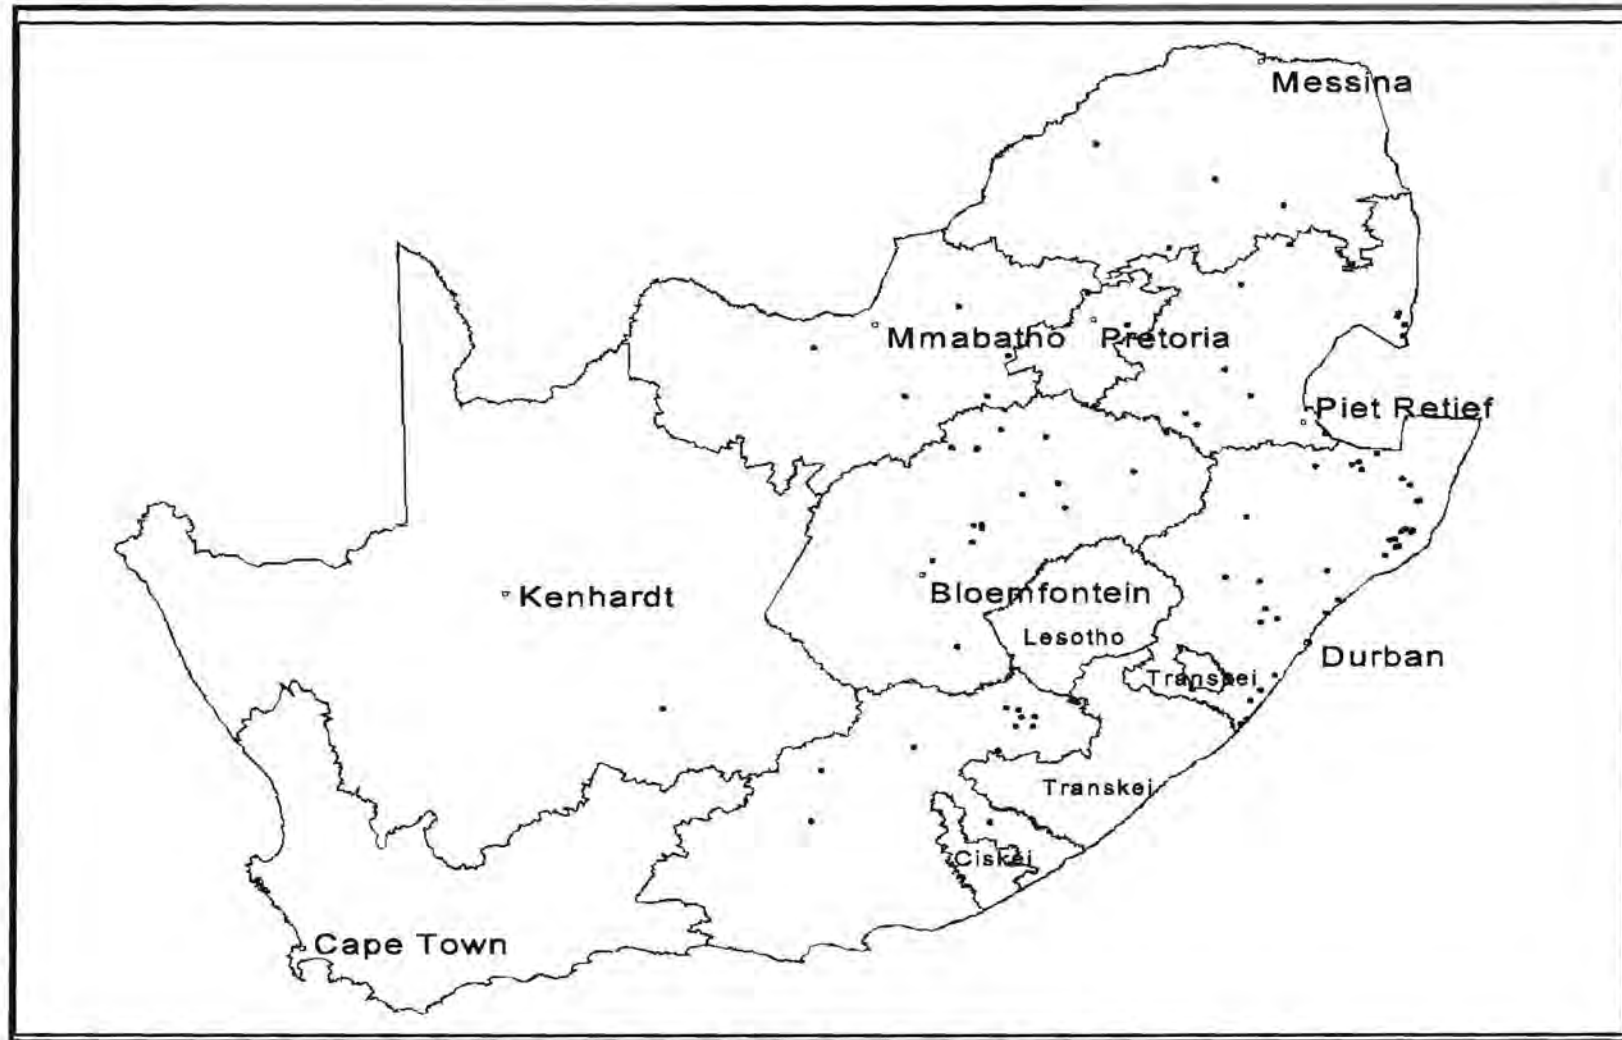 Messina
Mmabatho
Pretoria
Piet Retief
Kenhardt
Bloemfontein
Lesotho
Durban
Transkei
Transkei
Ciskei
Cape Town